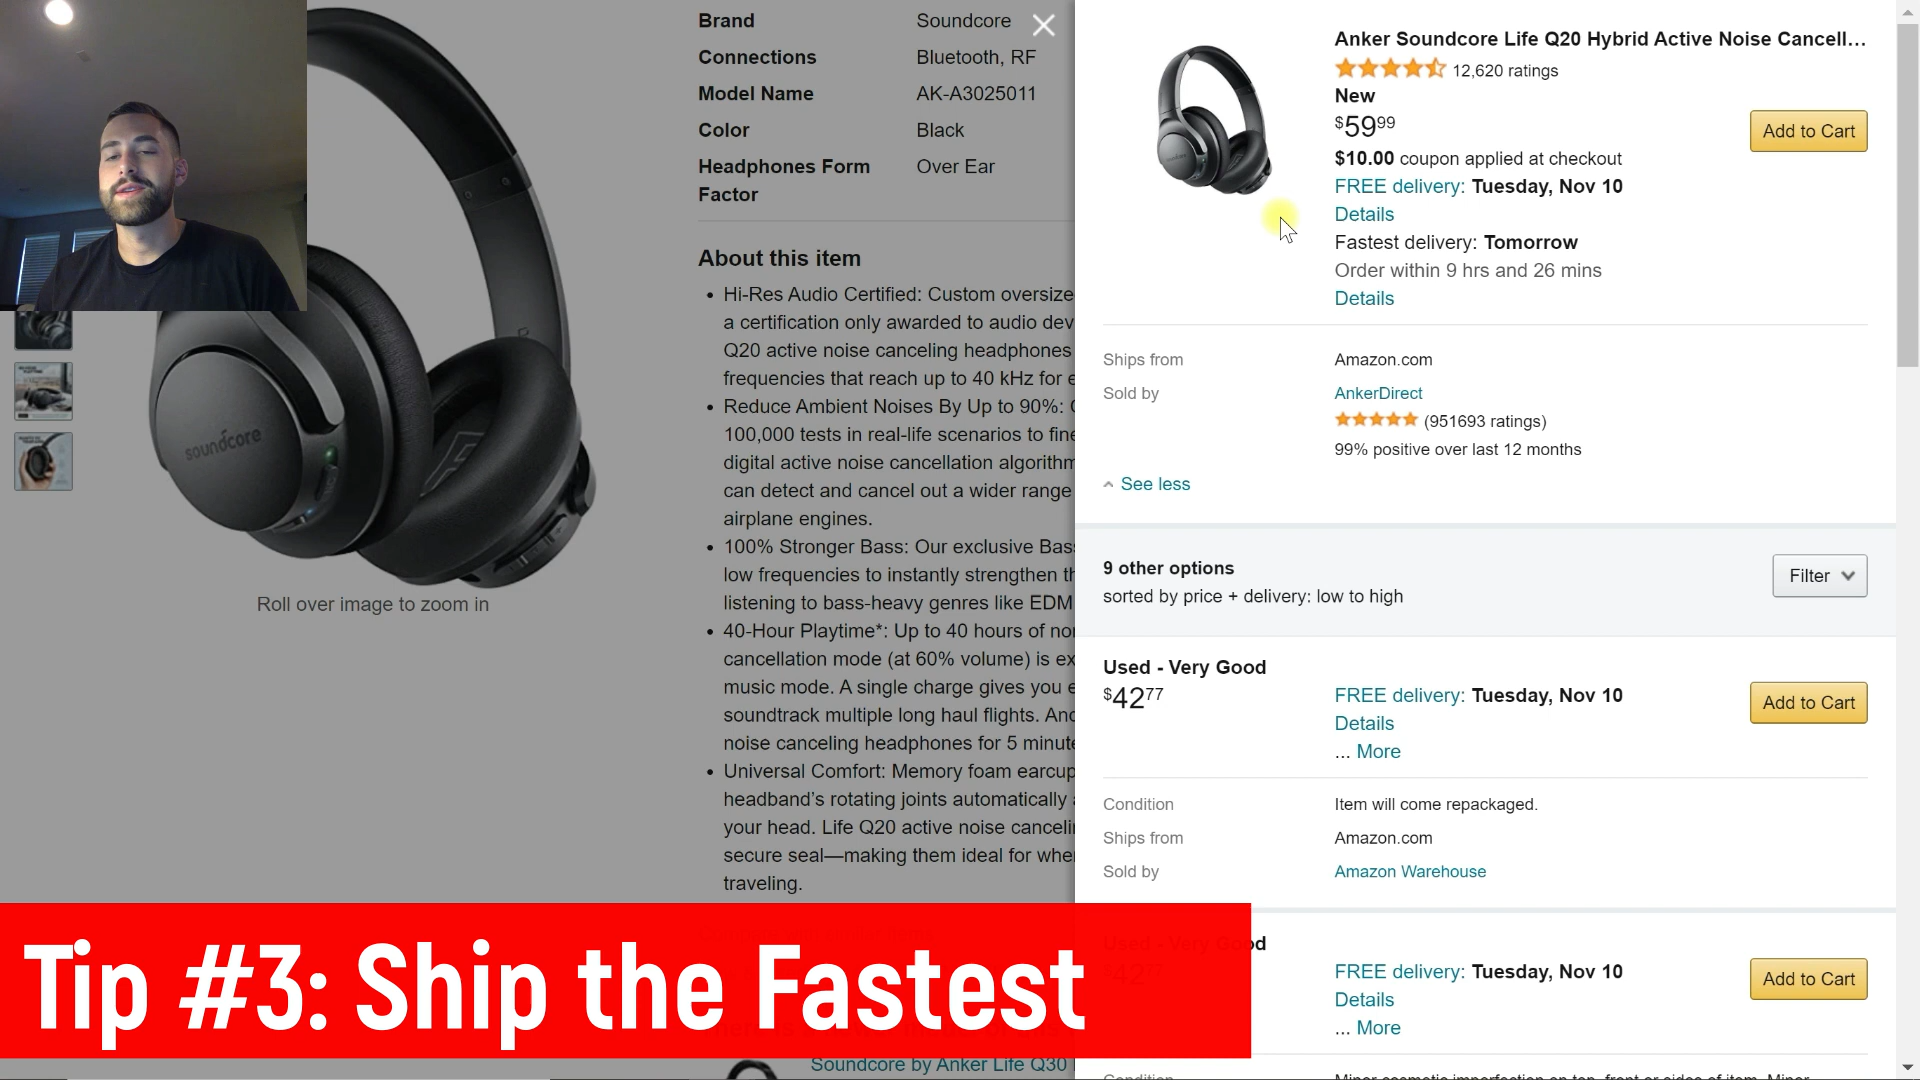 Brand Soundcore
Connections Bluetooth, RF
Model Name AK-A3025011
Color Black
Headphones Form Factor Over Ear
About this item
• Hi-Res Audio Certified: Custom oversize
a certification only awarded to audio dev
Q20 active noise canceling headphones
frequencies that reach up to 40 kHz for e
• Reduce Ambient Noises By Up to 90%:
100,000 tests in real-life scenarios to fine
digital active noise cancellation algorithm
can detect and cancel out a wider range
airplane engines.
• 100% Stronger Bass: Our exclusive Bas
low frequencies to instantly strengthen th
listening to bass-heavy genres like EDM
• 40-Hour Playtime*: Up to 40 hours of no
cancellation mode (at 60% volume) is ex
music mode. A single charge gives you e
soundtrack multiple long haul flights. And
noise canceling headphones for 5 minute
• Universal Comfort: Memory foam earcup
headband's rotating joints automatically
your head. Life Q20 active noise canceli
secure seal—making them ideal for whe
traveling.
soundcore
Roll over image to zoom in
Soundcore by Anker Life Q30
Anker Soundcore Life Q20 Hybrid Active Noise Cancell...
12,620 ratings
New
$59.99
Add to Cart
$10.00 coupon applied at checkout
FREE delivery: Tuesday, Nov 10
Details
Fastest delivery: Tomorrow
Order within 9 hrs and 26 mins
Details
Ships from Amazon.com
Sold by AnkerDirect
(951693 ratings)
99% positive over last 12 months
See less
9 other options
sorted by price + delivery: low to high
Filter
Used - Very Good
$42.77
FREE delivery: Tuesday, Nov 10
Add to Cart
Details
... More
Condition Item will come repackaged.
Ships from Amazon.com
Sold by Amazon Warehouse
Used - Very Good
$42.77
FREE delivery: Tuesday, Nov 10
Add to Cart
Details
... More
Tip #3: Ship the Fastest